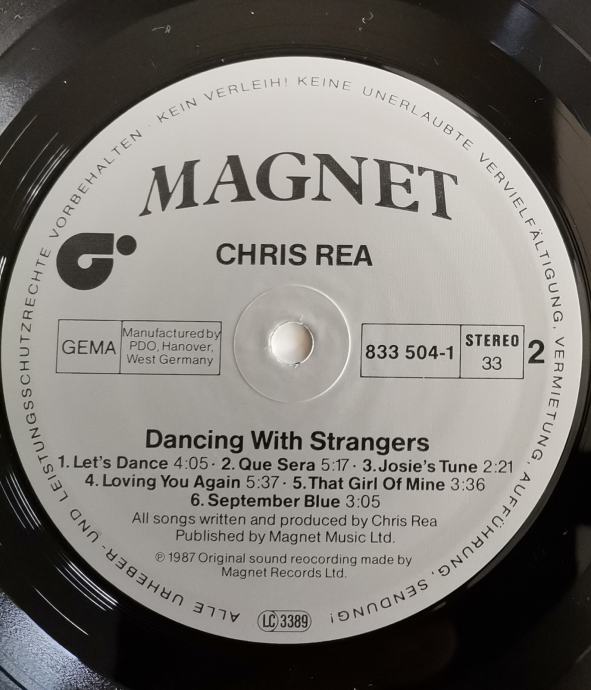 ALLE URHEBER- UND LEISTUNGSSCHUTZRECHTE VORBEHALTEN · KEIN VERLEIH! KEINE UNERLAUBTE VERVIELFÄLTIGUNG, VERMIETUNG, AUFFÜHRUNG, SENDUNG!
MAGNET
CHRIS REA
GEMA
Manufactured by
PDO, Hanover,
West Germany
833 504-1
STEREO
33
2
Dancing With Strangers
1. Let's Dance 4:05 · 2. Que Sera 5:17 · 3. Josie's Tune 2:21
4. Loving You Again 5:37 · 5. That Girl Of Mine 3:36
6. September Blue 3:05
All songs written and produced by Chris Rea
Published by Magnet Music Ltd.
℗ 1987 Original sound reocording made by
Magnet Records Ltd.
LC 3389